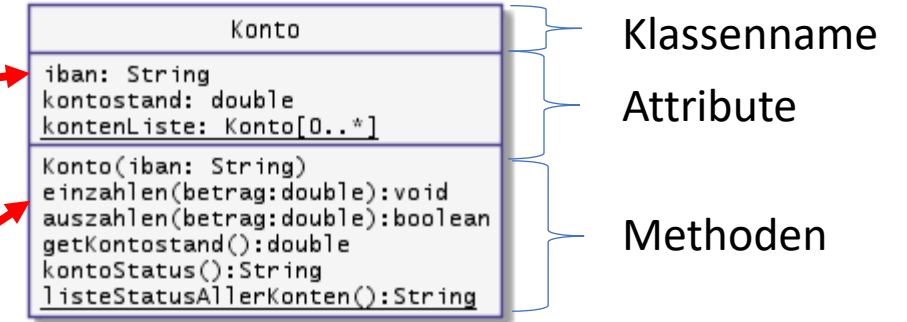 Konto
Klassenname
iban: String
kontostand: double
kontenListe: Konto[0..*]
Attribute
Konto(iban: String)
einzahlen(betrag:double):void
auszahlen(betrag:double):boolean
getKontostand():double
kontoStatus():String
listeStatusAllerKonten():String
Methoden